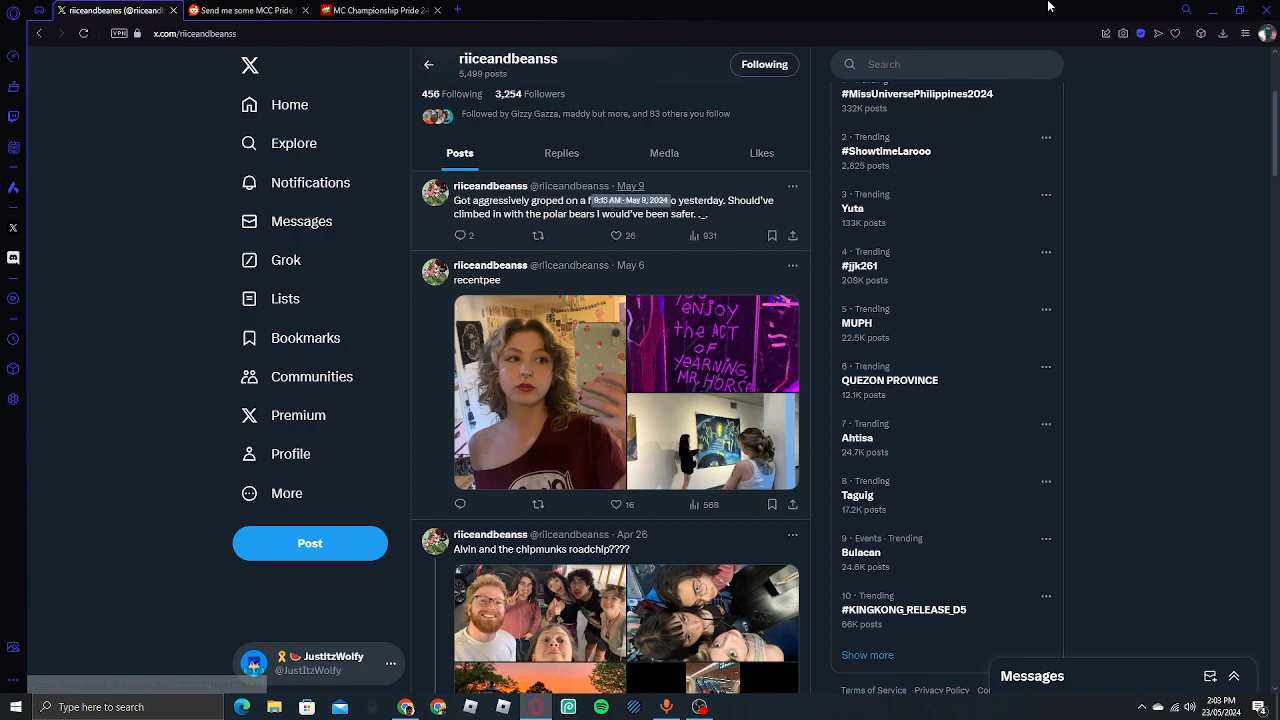 riiceandbeanss (@riiceandl
Send me some MCC Pride
MC Championship Pride
VPN
x.com/riiceandbeanss
Home
Explore
Notifications
Messages
Grok
Lists
Bookmarks
Communities
Premium
Profile
More
Post
JustItzWolfy
@JustItzWolfy
riiceandbeanss
5,499 posts
Following
456 Following 3,254 Followers
Followed by Gizzy Gazza, maddy but more, and 83 others you follow
Posts Replies Media Likes
riiceandbeanss @riiceandbeanss · May 9
Got aggressively groped on a o yesterday. Should've
9:13 AM · May 9, 2024
climbed in with the polar bears I would've been safer. ._.
2 26 931
riiceandbeanss @riiceandbeanss · May 6
recentpee
enjoy
the ACT
OF
YEARNING,
MR. HORSE
16 568
riiceandbeanss @riiceandbeanss · Apr 26
Alvin and the chipmunks roadchip????
Search
#MissUniversePhilippines2024
332K posts
2 · Trending
#ShowtimeLarooo
2,825 posts
3 · Trending
Yuta
133K posts
4 · Trending
#jjk261
208K posts
5 · Trending
MUPH
22.5K posts
6 · Trending
QUEZON PROVINCE
12.1K posts
7 · Trending
Ahtisa
24.7K posts
8 · Trending
Taguig
17.2K posts
9 · Events · Trending
Bulacan
24.6K posts
10 · Trending
#KINGKONG_RELEASE_D5
66K posts
Show more
Terms of Service Privacy Policy
Messages
Type here to search
2:08 PM
23/05/2024